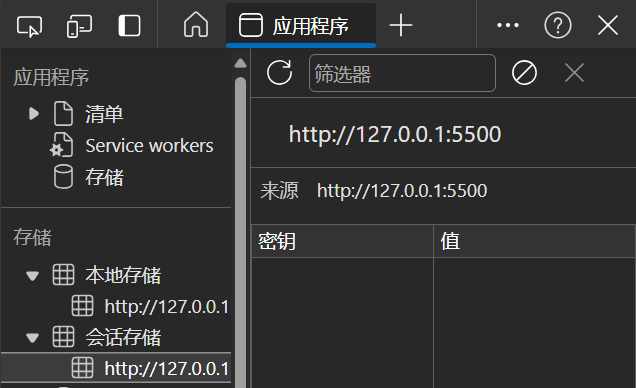 应用程序
应用程序
清单
Service workers
存储
存储
本地存储
http://127.0.0.1
会话存储
http://127.0.0.1
筛选器
http://127.0.0.1:5500
来源 http://127.0.0.1:5500
密钥 值